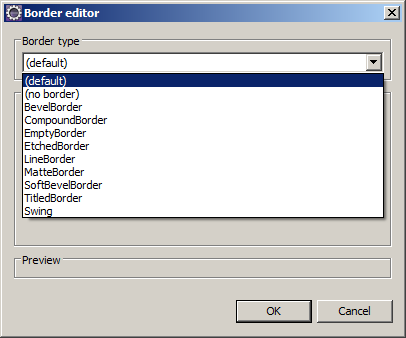 Border editor
Border type
(default)
(default)
(no border)
BevelBorder
CompoundBorder
EmptyBorder
EtchedBorder
LineBorder
MatteBorder
SoftBevelBorder
TitledBorder
Swing
Preview
OK
Cancel